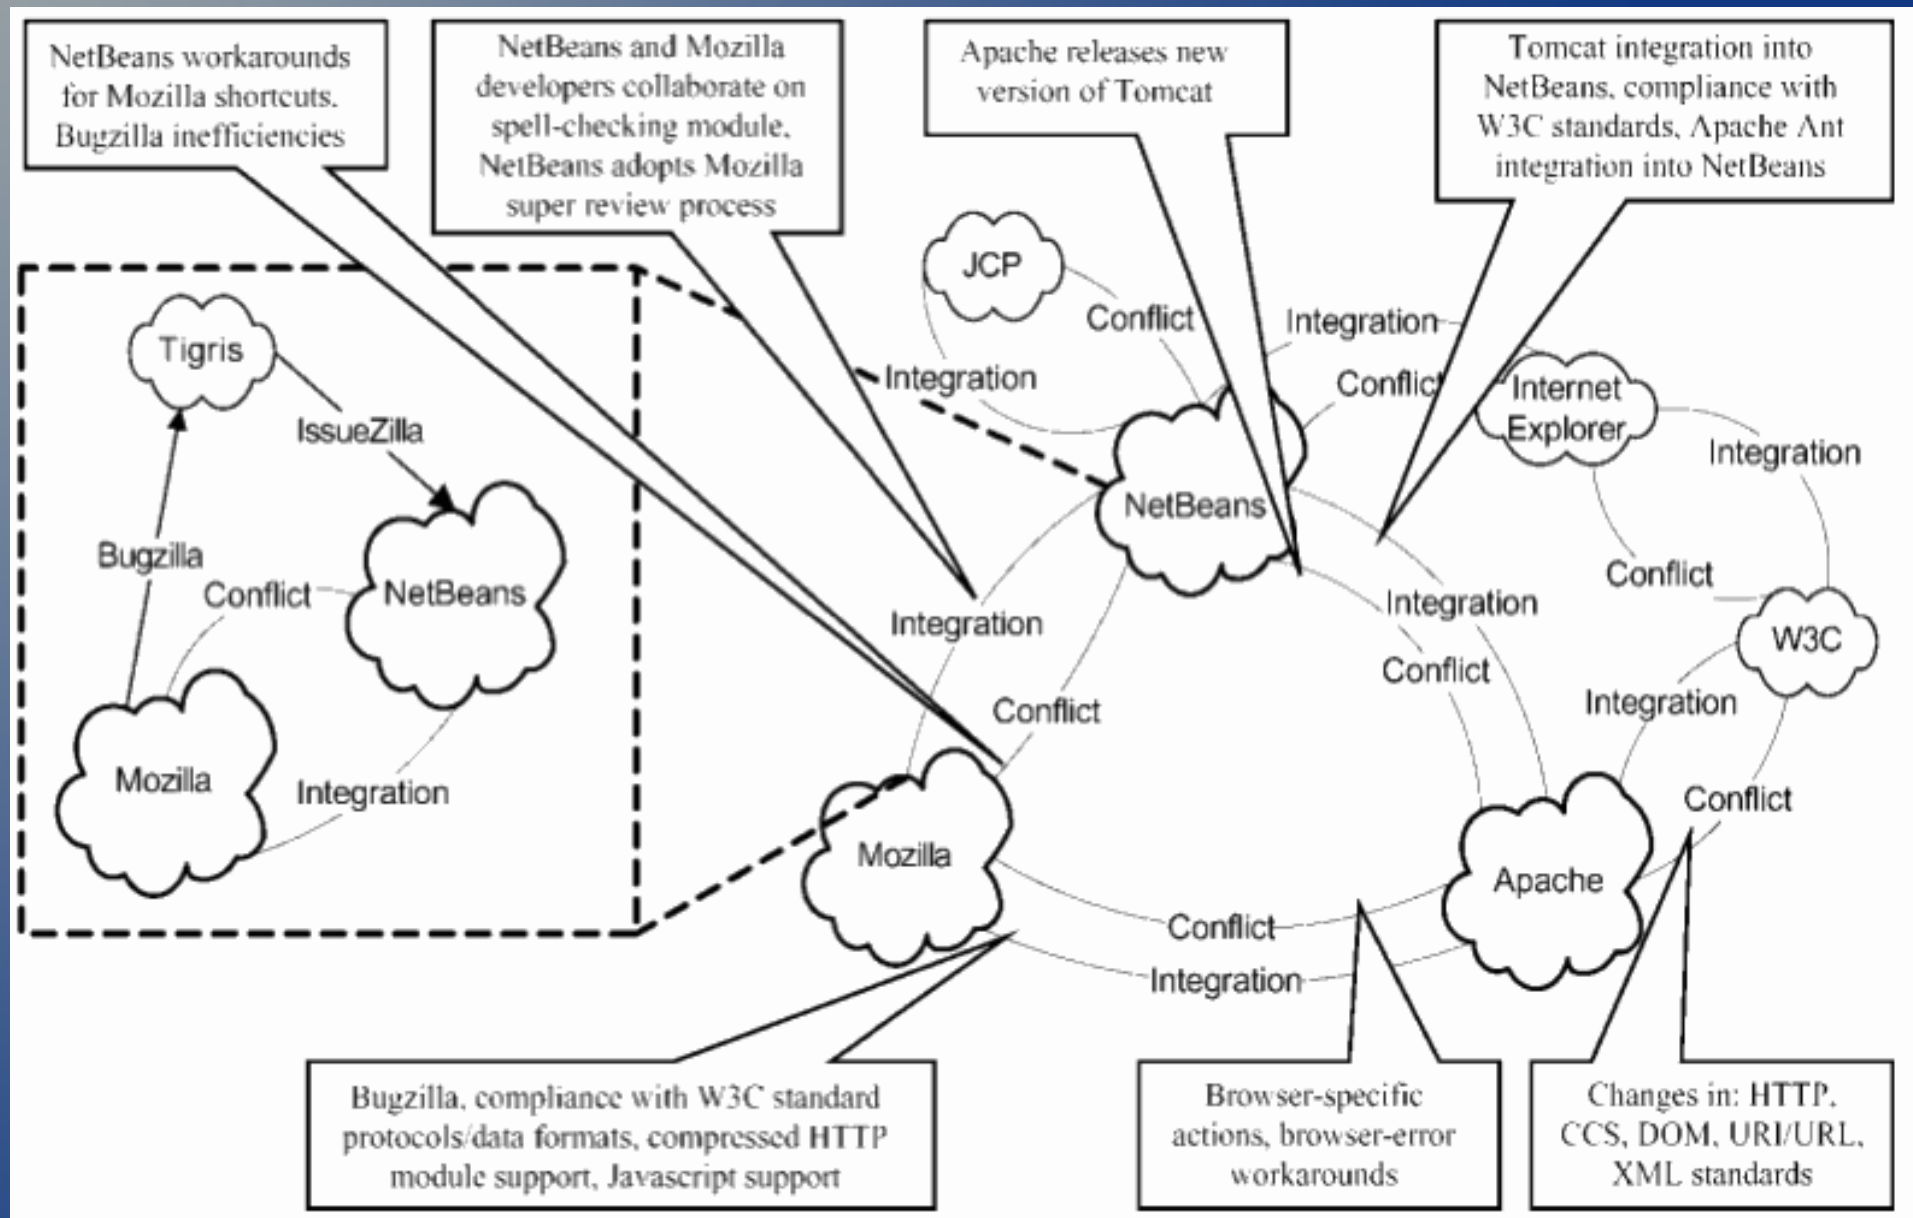 NetBeans workarounds
for Mozilla shortcuts.
Bugzilla inefficiencies
NetBeans and Mozilla
developers collaborate on
spell-checking module,
NetBeans adopts Mozilla
super review process
Apache releases new
version of Tomcat
Tomcat integration into
NetBeans, compliance with
W3C standards, Apache Ant
integration into NetBeans
Tigris
IssueZilla
Bugzilla
Conflict
NetBeans
Mozilla
Integration
JCP
Conflict
Integration
Integration
Conflict
Internet
Explorer
Integration
Conflict
W3C
NetBeans
Integration
Conflict
Integration
Conflict
Integration
Conflict
Mozilla
Apache
Conflict
Integration
Bugzilla, compliance with W3C standard
protocols/data formats, compressed HTTP
module support, Javascript support
Browser-specific
actions, browser-error
workarounds
Changes in: HTTP,
CCS, DOM, URI/URL,
XML standards